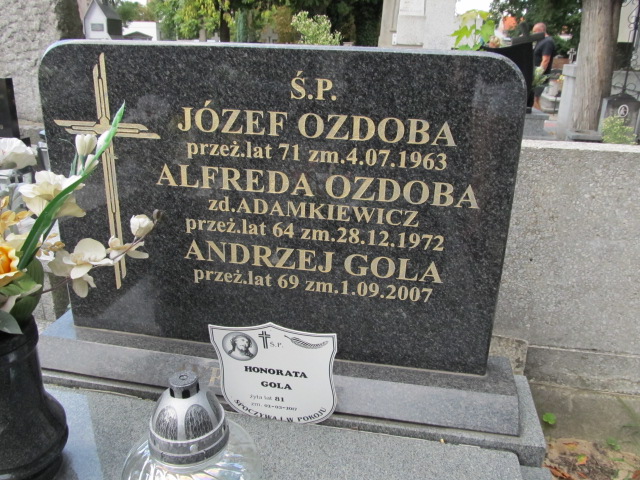 Ś.P.
JÓZEF OZDOBA
przeż.lat 71 zm.4.07.1963
ALFREDA OZDOBA
zd.ADAMKIEWICZ
przeż.lat 64 zm.28.12.1972
ANDRZEJ GOLA
przeż.lat 69 zm.1.09.2007
Ś.P.
HONORATA
GOLA
żyła lat 81
zm.
SPOCZYWAJ W POKOJU